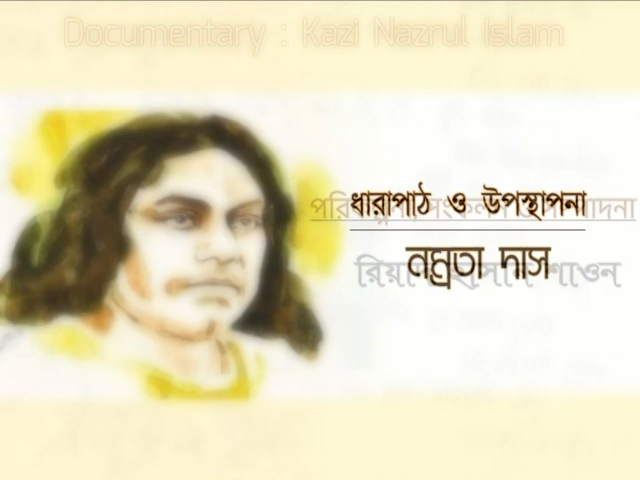 Documentary : Kazi Nazrul Islam
ধারাপাঠ ও উপস্থাপনা
নম্রতা দাস